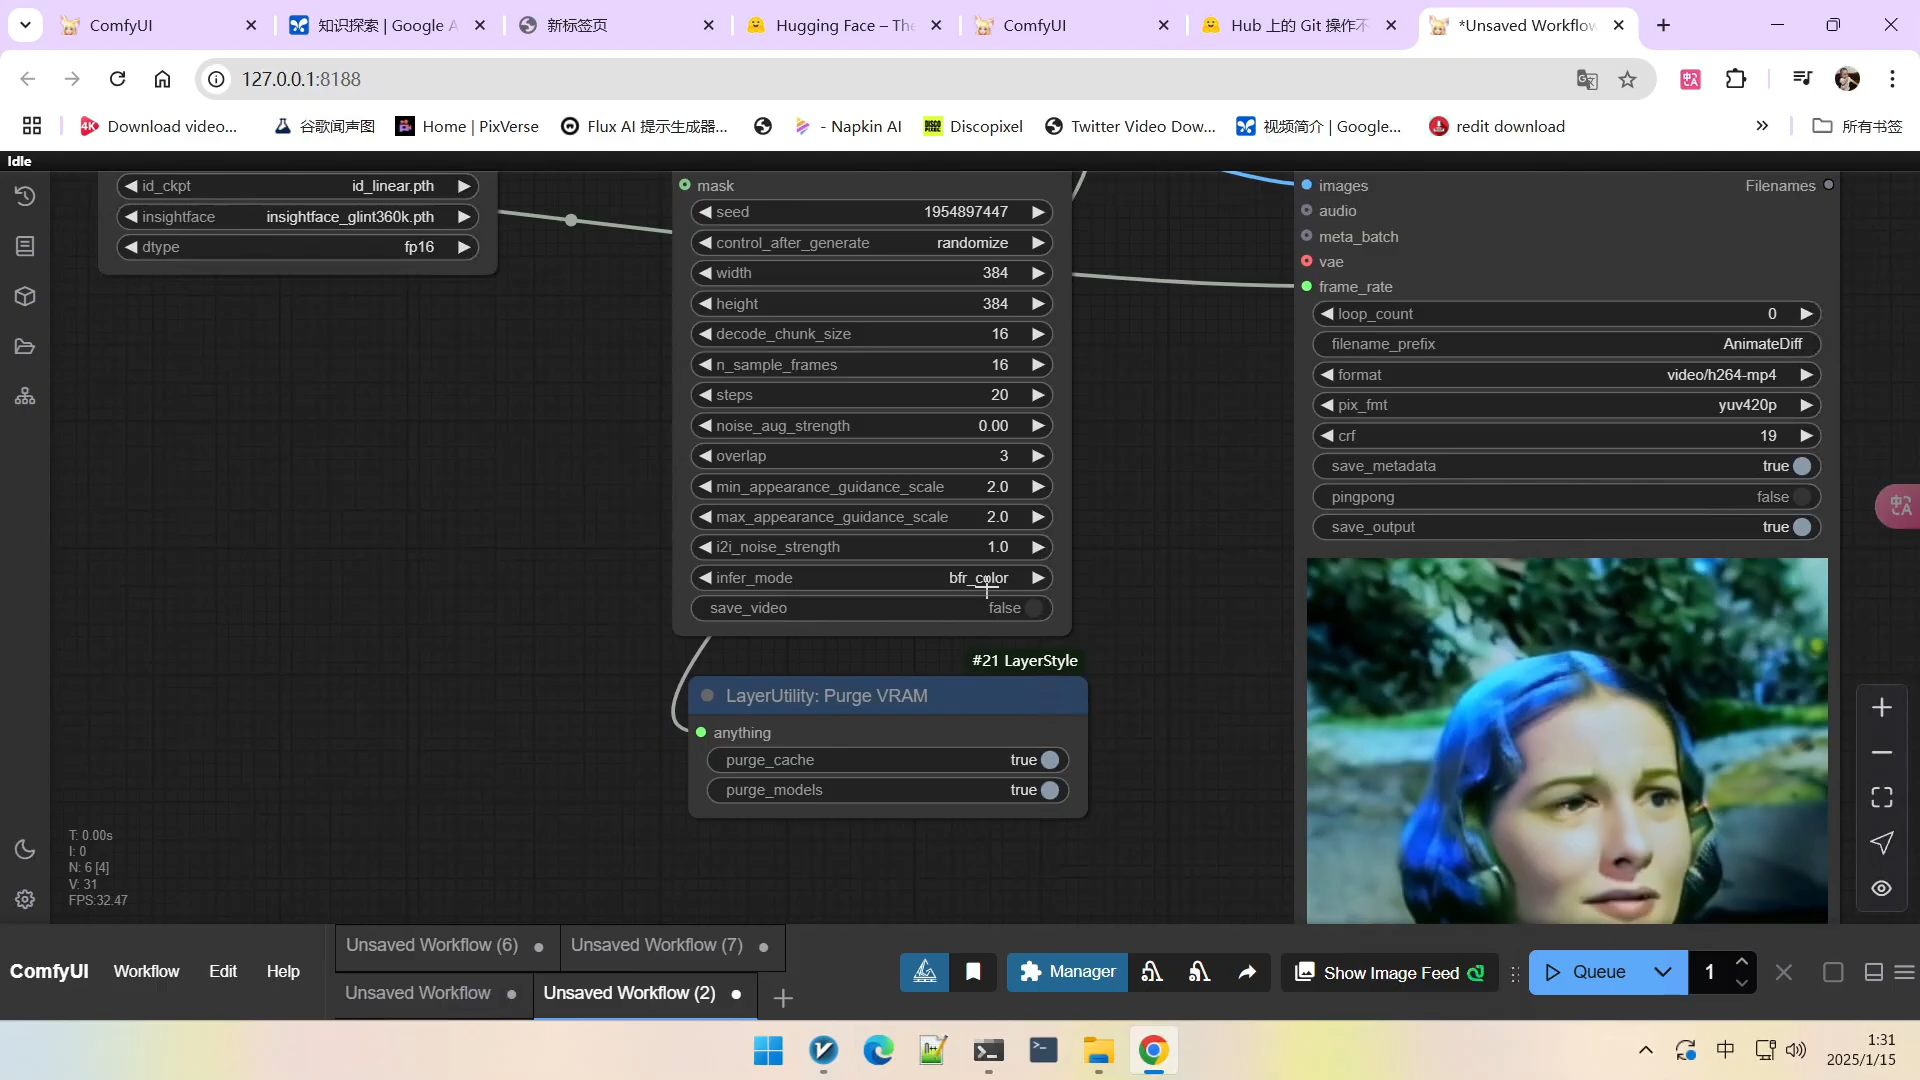 ComfyUI
知识探索 | Google A
新标签页
Hugging Face – The
ComfyUI
Hub 上的 Git 操作不
*Unsaved Workflow
127.0.0.1:8188
Download video...
谷歌闻声图
Home | PixVerse
Flux AI 提示生成器...
- Napkin AI
Discopixel
Twitter Video Dow...
视频简介 | Google...
redit download
所有书签
Idle
id_ckpt id_linear.pth
insightface insightface_glint360k.pth
dtype fp16
mask
seed 1954897447
control_after_generate randomize
width 384
height 384
decode_chunk_size 16
n_sample_frames 16
steps 20
noise_aug_strength 0.00
overlap 3
min_appearance_guidance_scale 2.0
max_appearance_guidance_scale 2.0
i2i_noise_strength 1.0
infer_mode bfr_color
save_video false
#21 LayerStyle
LayerUtility: Purge VRAM
anything
purge_cache true
purge_models true
images Filenames
audio
meta_batch
vae
frame_rate
loop_count 0
filename_prefix AnimateDiff
format video/h264-mp4
pix_fmt yuv420p
crf 19
save_metadata true
pingpong false
save_output true
T: 0.00s
I: 0
N: 6 [4]
V: 31
FPS:32.47
ComfyUI Workflow Edit Help
Unsaved Workflow (6) Unsaved Workflow (7)
Unsaved Workflow Unsaved Workflow (2)
Manager
Show Image Feed
Queue 1
中
1:31
2025/1/15